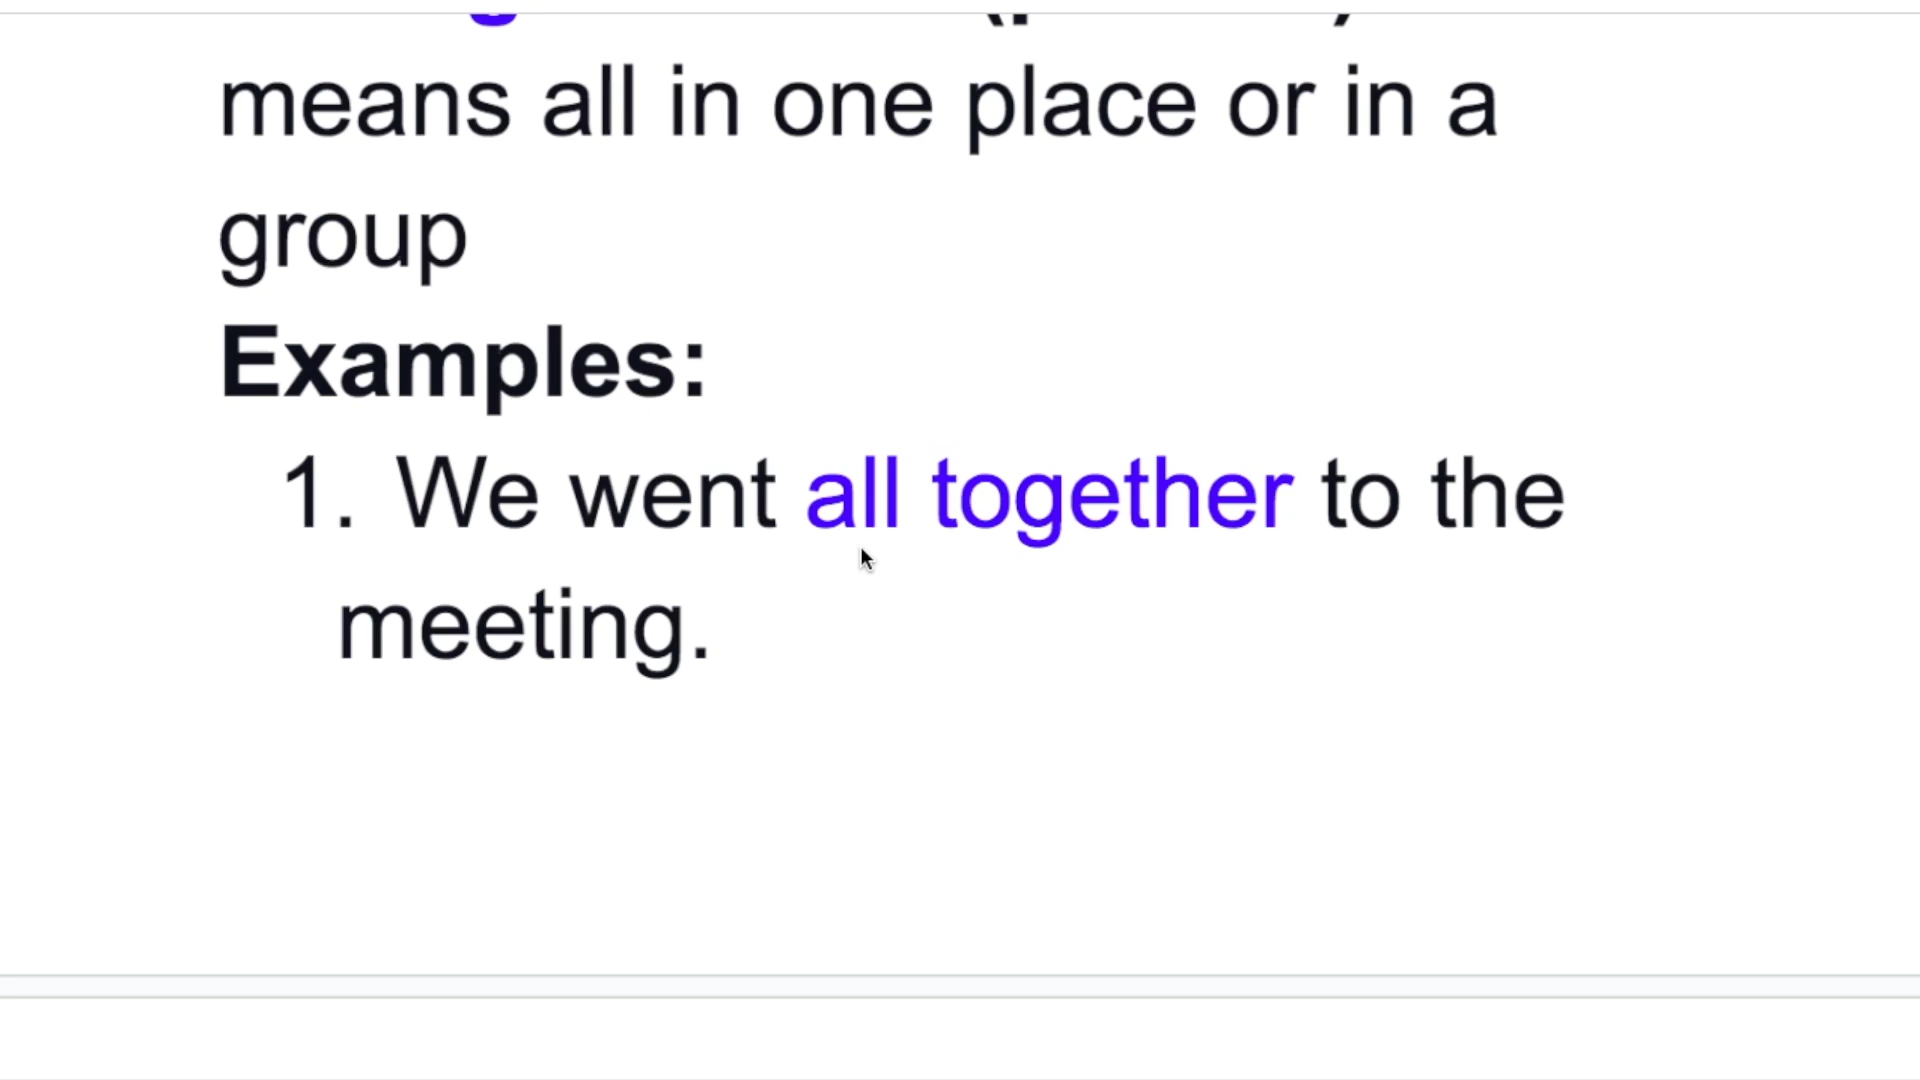 means all in one place or in a
group
Examples:
1. We went all together to the
meeting.